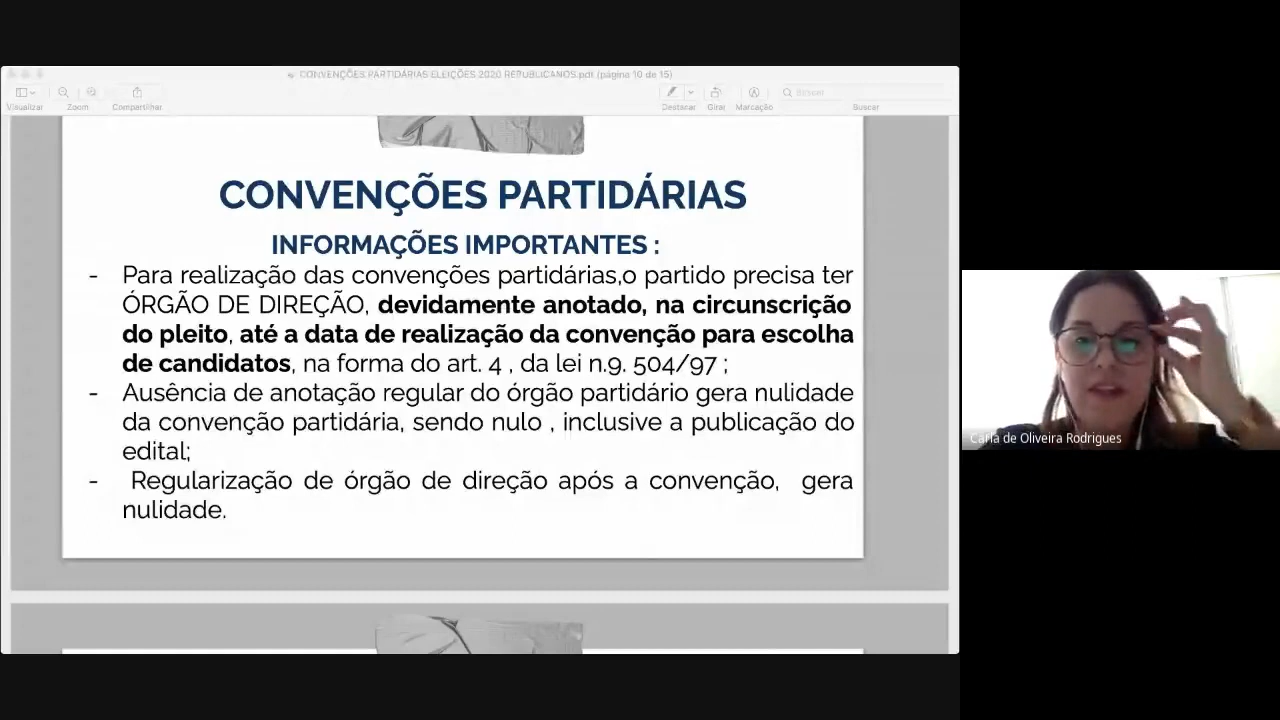 CONVENÇÕES PARTIDÁRIAS ELEIÇÕES 2020 REPUBLICANOS.pdf (página 10 de 15)
Visualizar Zoom Compartilhar Destacar Girar Marcação Buscar Buscar
CONVENÇÕES PARTIDÁRIAS
INFORMAÇÕES IMPORTANTES :
- Para realização das convenções partidárias,o partido precisa ter
ÓRGÃO DE DIREÇÃO, devidamente anotado, na circunscrição
do pleito, até a data de realização da convenção para escolha
de candidatos, na forma do art. 4 , da lei n.9. 504/97 ;
- Ausência de anotação regular do órgão partidário gera nulidade
da convenção partidária, sendo nulo , inclusive a publicação do
edital;
- Regularização de órgão de direção após a convenção, gera
nulidade.
Carla de Oliveira Rodrigues